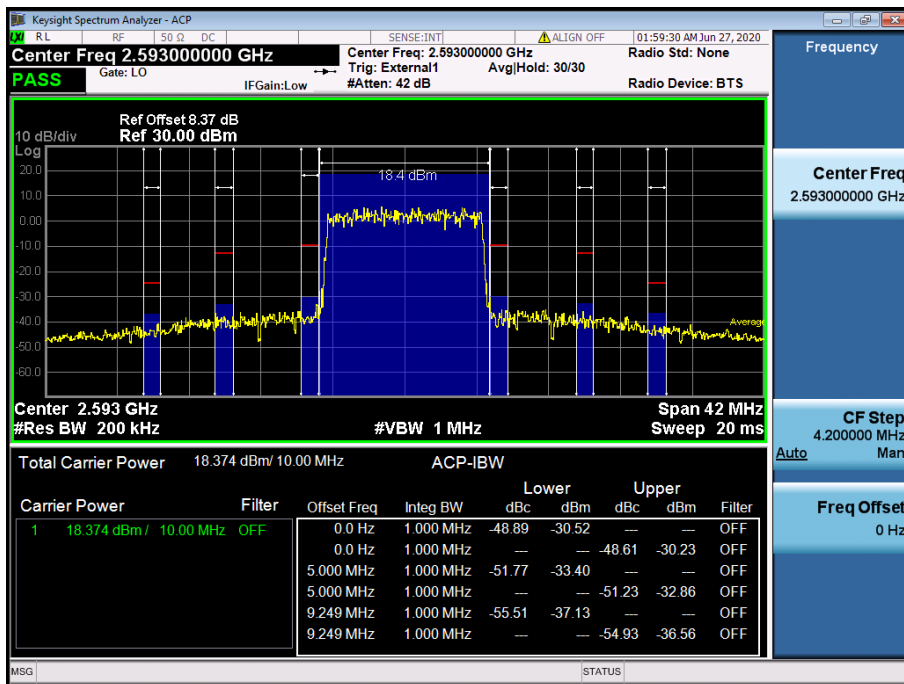 Keysight Spectrum Analyzer - ACP
LXI RL RF 50 Ω DC SENSE:INT ALIGN OFF 01:59:30 AM Jun 27, 2020
Center Freq 2.593000000 GHz
Center Freq: 2.593000000 GHz Radio Std: None
Gate: LO Trig: External1 Avg|Hold: 30/30
PASS IFGain:Low #Atten: 42 dB Radio Device: BTS
Ref Offset 8.37 dB
10 dB/div Ref 30.00 dBm
Log
20.0
10.0
0.00
-10.0
-20.0
-30.0
-40.0
-50.0
-60.0
18.4 dBm
Average
Center 2.593 GHz Span 42 MHz
#Res BW 200 kHz #VBW 1 MHz Sweep 20 ms
Total Carrier Power 18.374 dBm/ 10.00 MHz ACP-IBW
Lower Upper
Carrier Power Filter Offset Freq Integ BW dBc dBm dBc dBm Filter
1 18.374 dBm / 10.00 MHz OFF 0.0 Hz 1.000 MHz -48.89 -30.52 --- --- OFF
0.0 Hz 1.000 MHz --- --- -48.61 -30.23 OFF
5.000 MHz 1.000 MHz -51.77 -33.40 --- --- OFF
5.000 MHz 1.000 MHz --- --- -51.23 -32.86 OFF
9.249 MHz 1.000 MHz -55.51 -37.13 --- --- OFF
9.249 MHz 1.000 MHz --- --- -54.93 -36.56 OFF
MSG STATUS
Frequency
Center Freq
2.593000000 GHz
CF Step
4.200000 MHz
Auto Man
Freq Offset
0 Hz